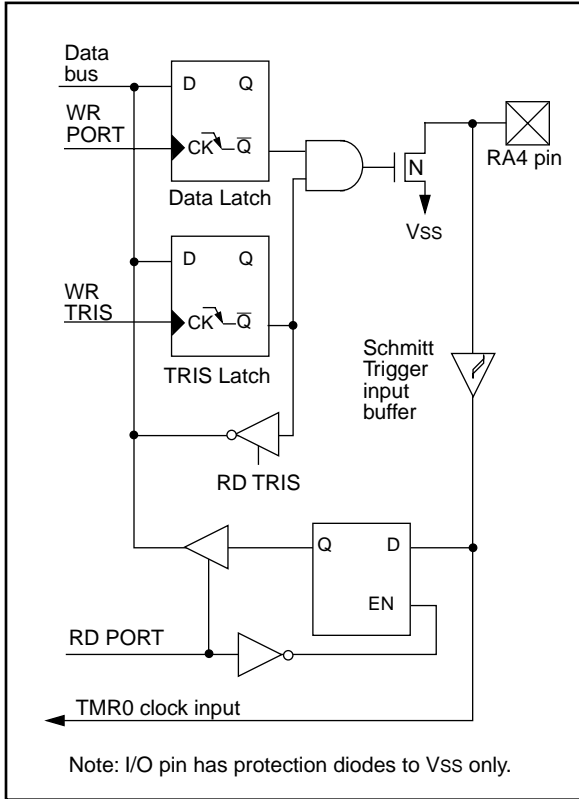 Data
bus
D Q
WR
PORT
CK Q
N
RA4 pin
Data Latch
VSS
D Q
WR
TRIS
CK Q
Schmitt
Trigger
input
buffer
TRIS Latch
RD TRIS
Q D
EN
RD PORT
TMR0 clock input
Note: I/O pin has protection diodes to VSS only.